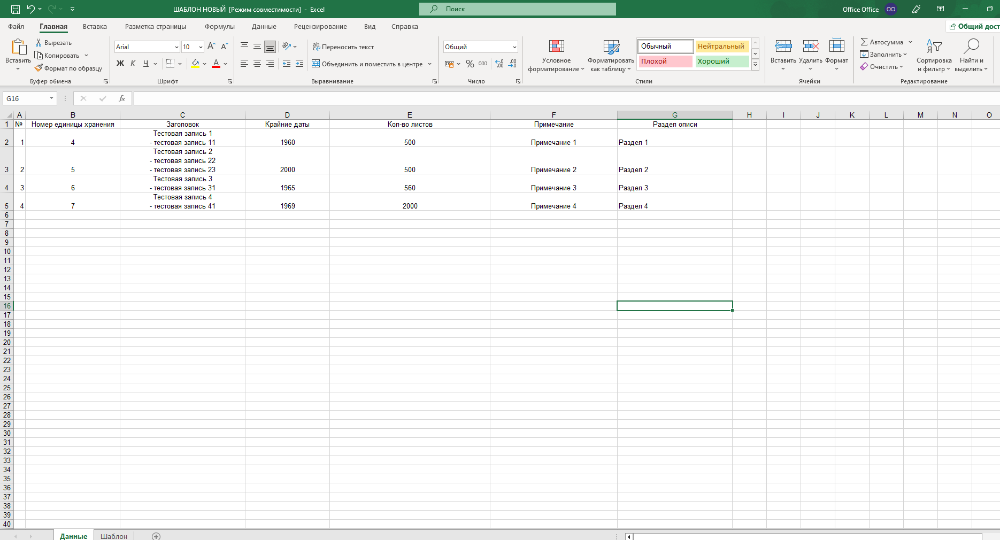 ШАБЛОН НОВЫЙ [Режим совместимости] - Excel
Поиск
Office Office
OO
Файл Главная Вставка Разметка страницы Формулы Данные Рецензирование Вид Справка
Общий дост
Вставить
Вырезать
Копировать
Формат по образцу
Буфер обмена
Arial 10
Ж К Ч
Шрифт
Переносить текст
Объединить и поместить в центре
Выравнивание
Общий
% 000
Число
Условное форматирование
Форматировать как таблицу
Обычный Нейтральный
Плохой Хороший
Стили
Вставить Удалить Формат
Ячейки
Автосумма
Заполнить
Очистить
Сортировка и фильтр
Найти и выделить
Редактирование
G16
fx
A B C D E F G H I J K L M N O
1 № Номер единицы хранения Заголовок Крайние даты Кол-во листов Примечание Раздел описи
Тестовая запись 1
2 1 4 - тестовая запись 11 1960 500 Примечание 1 Раздел 1
Тестовая запись 2
- тестовая запись 22
3 2 5 - тестовая запись 23 2000 500 Примечание 2 Раздел 2
Тестовая запись 3
4 3 6 - тестовая запись 31 1965 560 Примечание 3 Раздел 3
Тестовая запись 4
5 4 7 - тестовая запись 41 1969 2000 Примечание 4 Раздел 4
6
7
8
9
10
11
12
13
14
15
16
17
18
19
20
21
22
23
24
25
26
27
28
29
30
31
32
33
34
35
36
37
38
39
40
Данные Шаблон